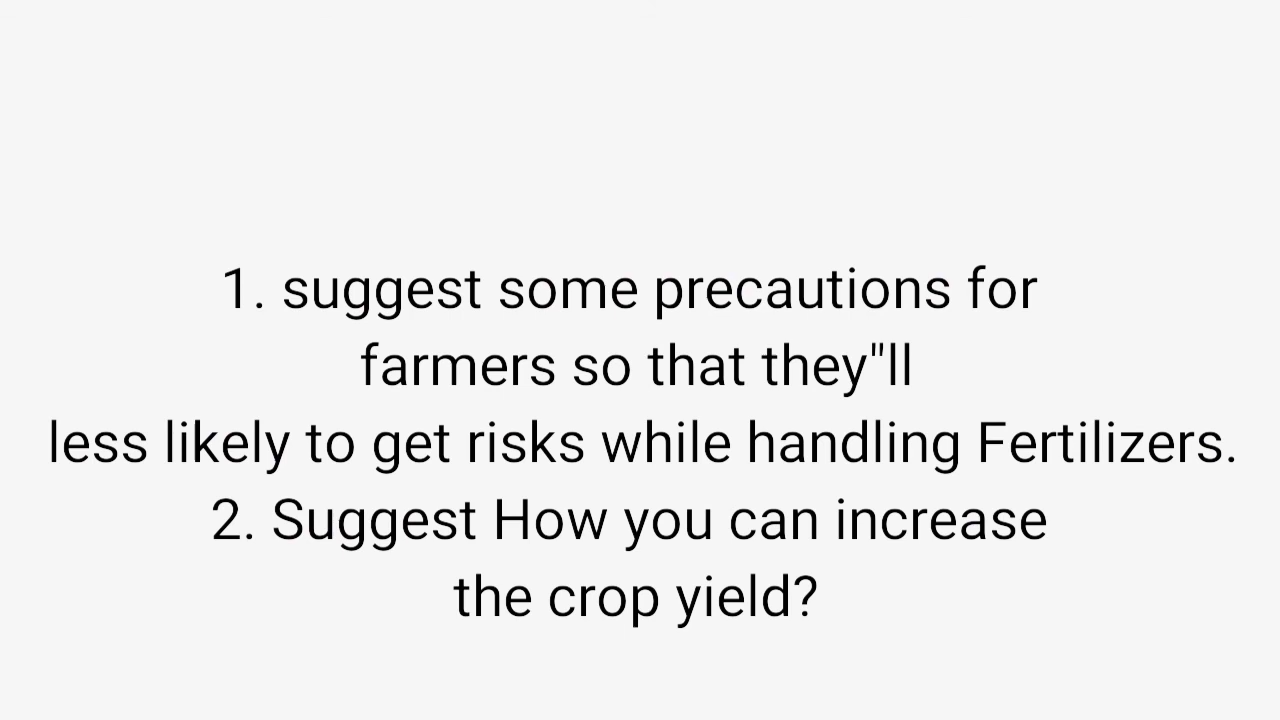 1. suggest some precautions for
farmers so that they"ll
less likely to get risks while handling Fertilizers.
2. Suggest How you can increase
the crop yield?